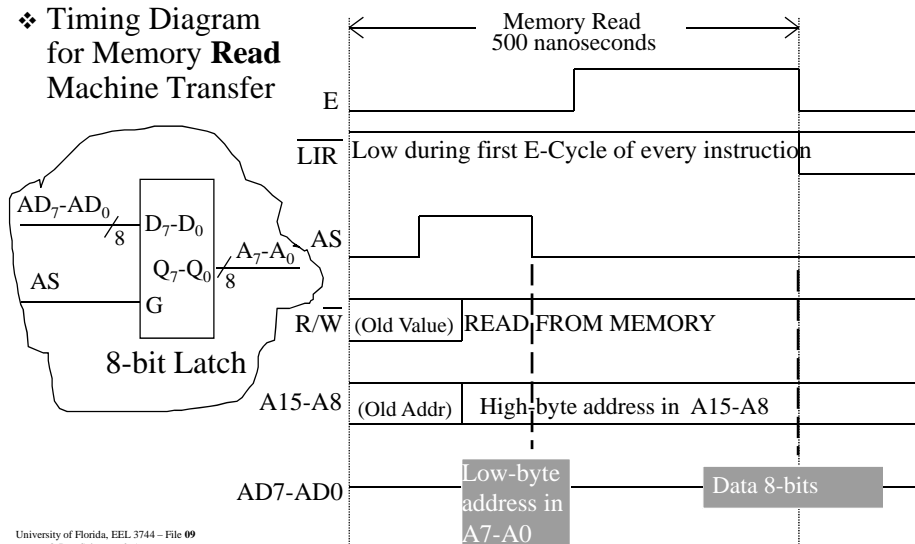 ❖ Timing Diagram
for Memory Read
Machine Transfer
Memory Read
500 nanoseconds
E
LIR
Low during first E-Cycle of every instruction
AD7-AD0
8
D7-D0
Q7-Q0
A7-A0
8
AS
G
8-bit Latch
AS
R/W
(Old Value)
READ FROM MEMORY
A15-A8
(Old Addr)
High-byte address in A15-A8
AD7-AD0
Low-byte
address in
A7-A0
Data 8-bits
University of Florida, EEL 3744 – File 09